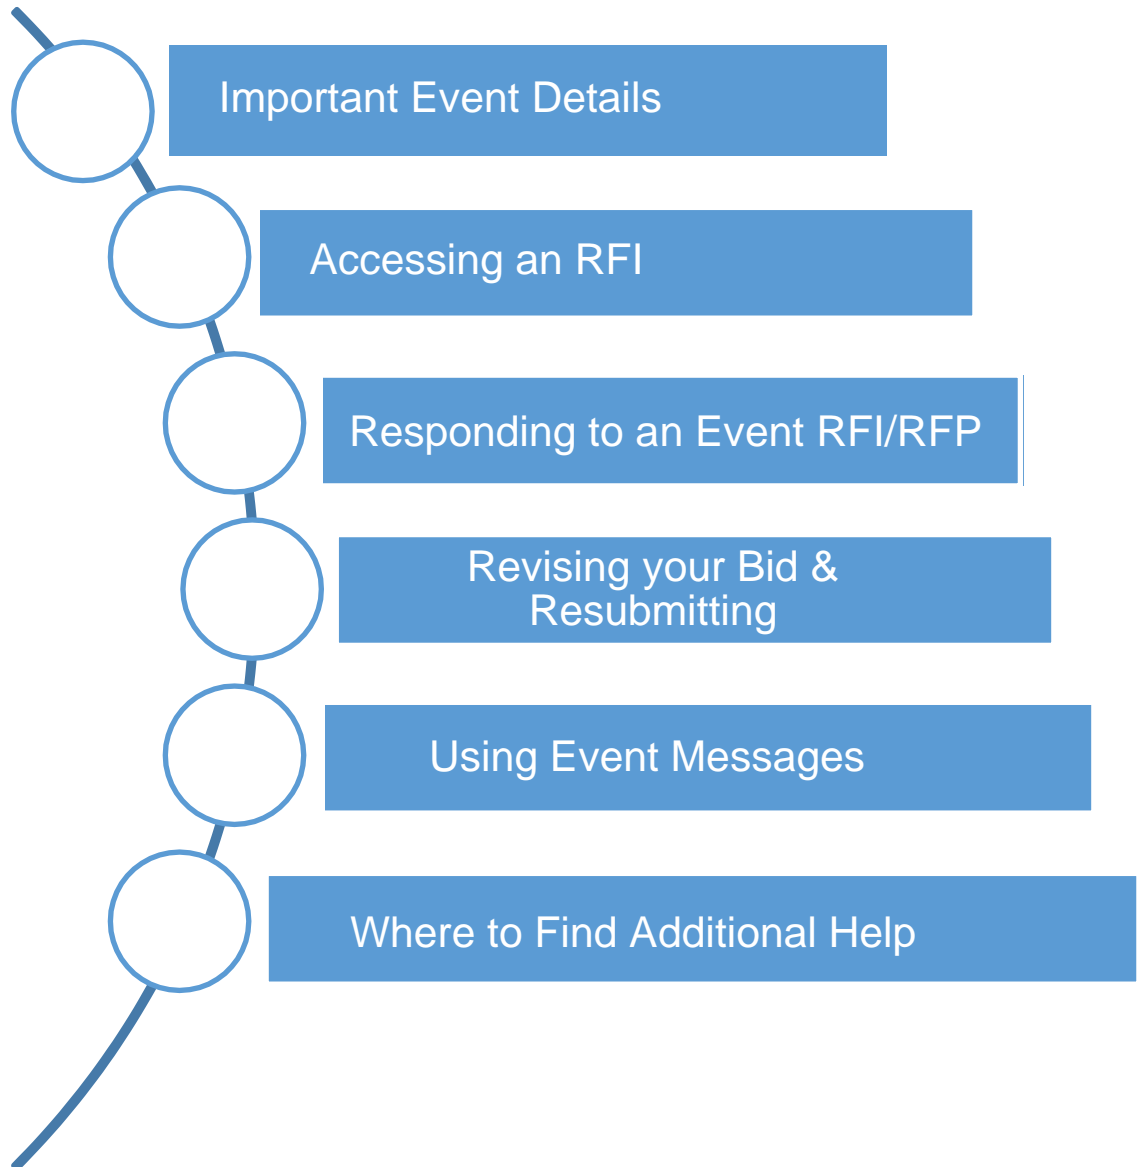 Important Event Details
Accessing an RFI
Responding to an Event RFI/RFP
Revising your Bid &
Resubmitting
Using Event Messages
Where to Find Additional Help